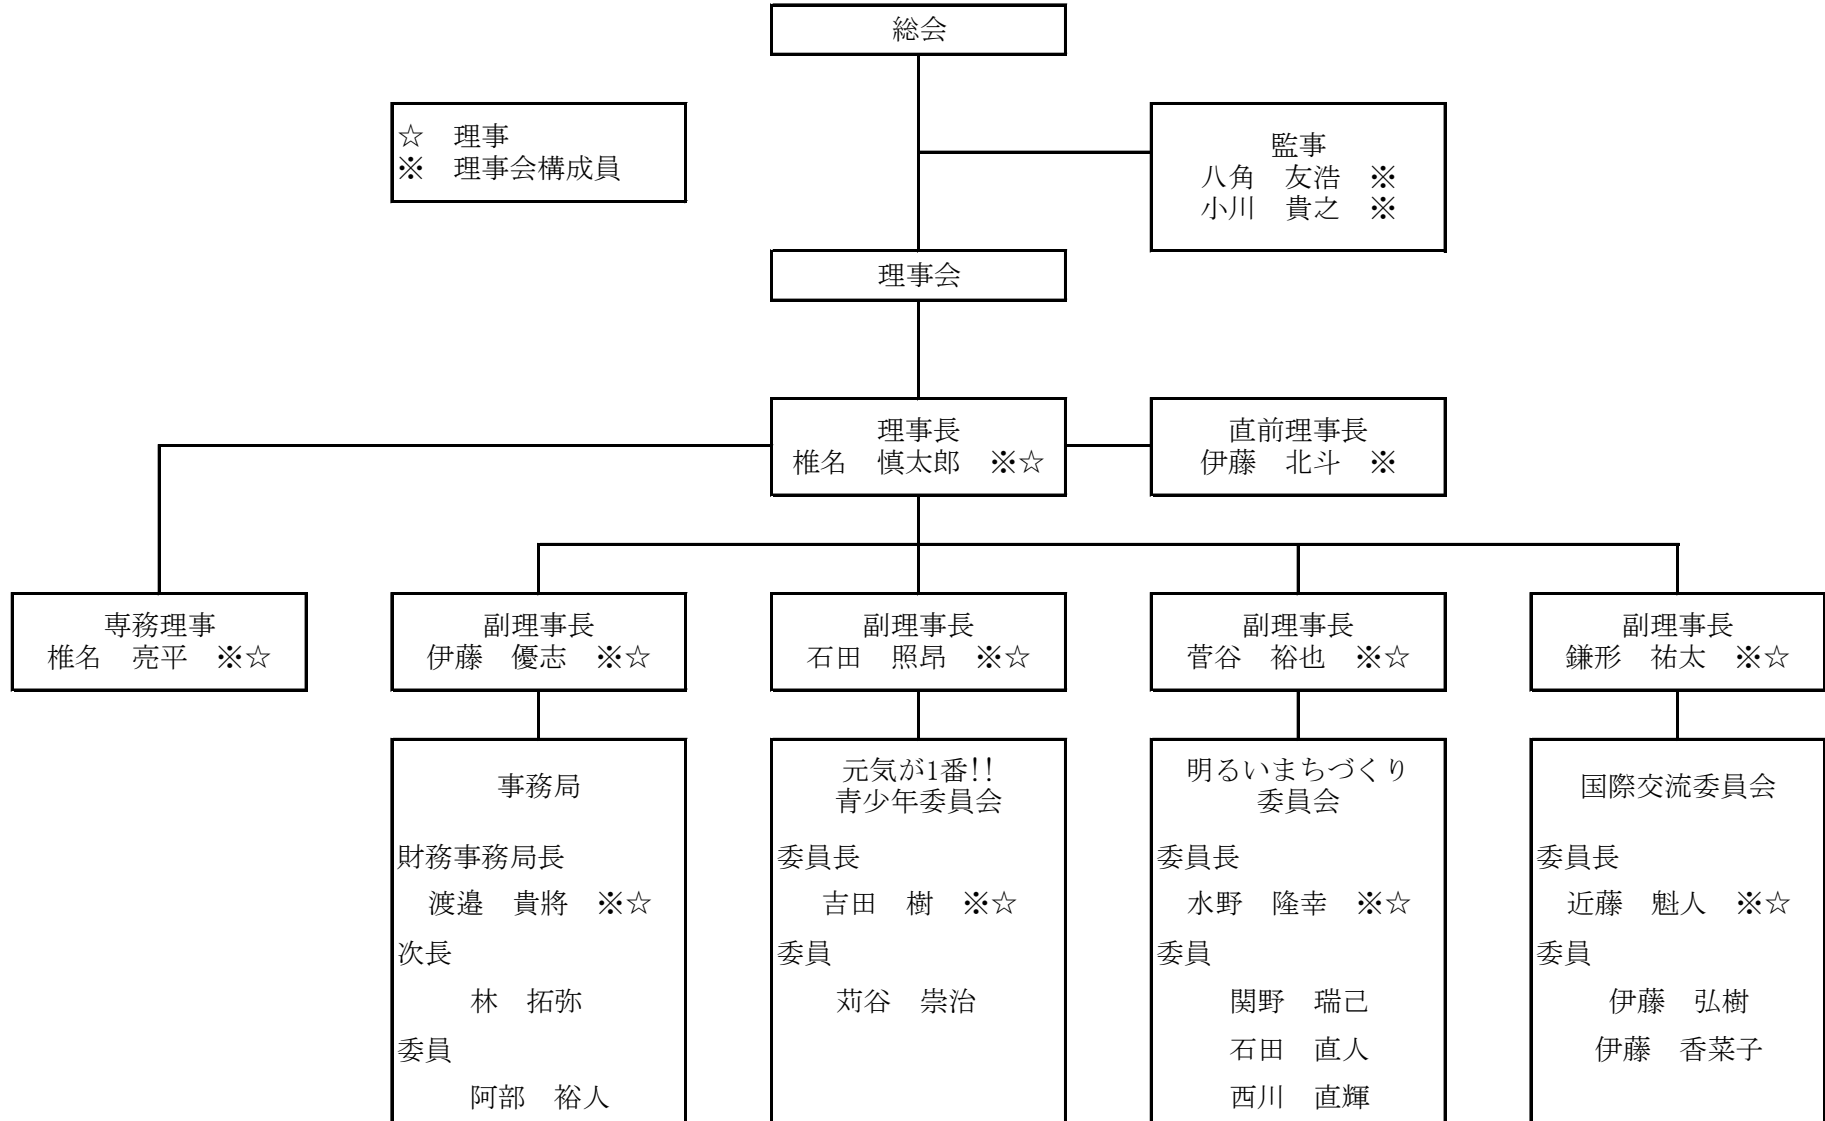 総会
☆　理事
※　理事会構成員
監事
八角　友浩　※
小川　貴之　※
理事会
理事長
椎名　慎太郎　※☆
直前理事長
伊藤　北斗　※
専務理事
椎名　亮平　※☆
副理事長
伊藤　優志　※☆
副理事長
石田　照昂　※☆
副理事長
菅谷　裕也　※☆
副理事長
鎌形　祐太　※☆
事務局
財務事務局長
渡邉　貴將　※☆
次長
林　拓弥
委員
阿部　裕人
元気が1番!!
青少年委員会
委員長
吉田　樹　※☆
委員
苅谷　崇治
明るいまちづくり
委員会
委員長
水野　隆幸　※☆
委員
関野　瑞己
石田　直人
西川　直輝
国際交流委員会
委員長
近藤　魁人　※☆
委員
伊藤　弘樹
伊藤　香菜子